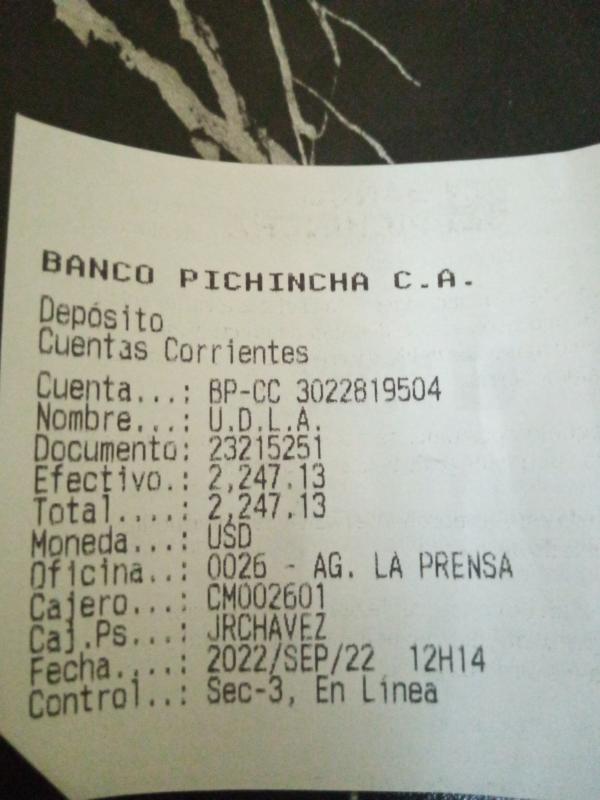 BANCO PICHINCHA C.A.
Depósito
Cuentas Corrientes
Cuenta...: BP-CC 3022819504
Nombre...: U.D.L.A.
Documento: 23215251
Efectivo.: 2,247.13
Total....: 2,247.13
Moneda...: USD
Oficina..: 0026 - AG. LA PRENSA
Cajero...: CM002601
Caj.Ps...: JRCHAVEZ
Fecha....: 2022/SEP/22 12H14
Control..: Sec-3, En Línea